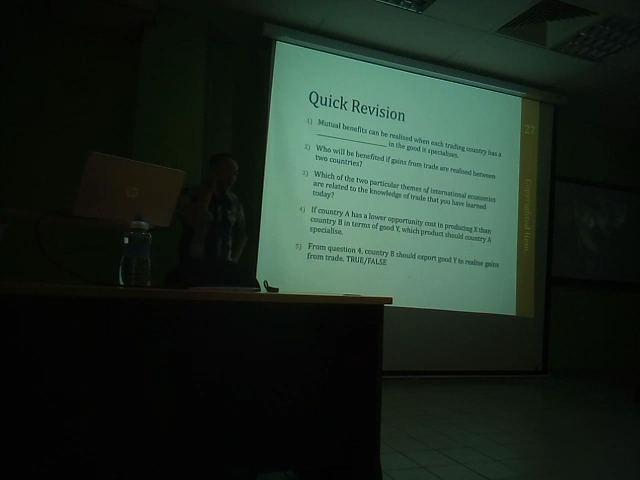 Quick Revision
27
1) Mutual benefits can be realised when each trading country has a
____________________ in the good it specialises.
2) Who will be benefited if gains from trade are realised between
two countries?
3) Which of the two particular themes of international economics
are related to the knowledge of trade that you have learned
today?
4) If country A has a lower opportunity cost in producing X than
country B in terms of good Y, which product should country A
specialise.
5) From question 4, country B should export good Y to realise gains
from trade. TRUE/FALSE